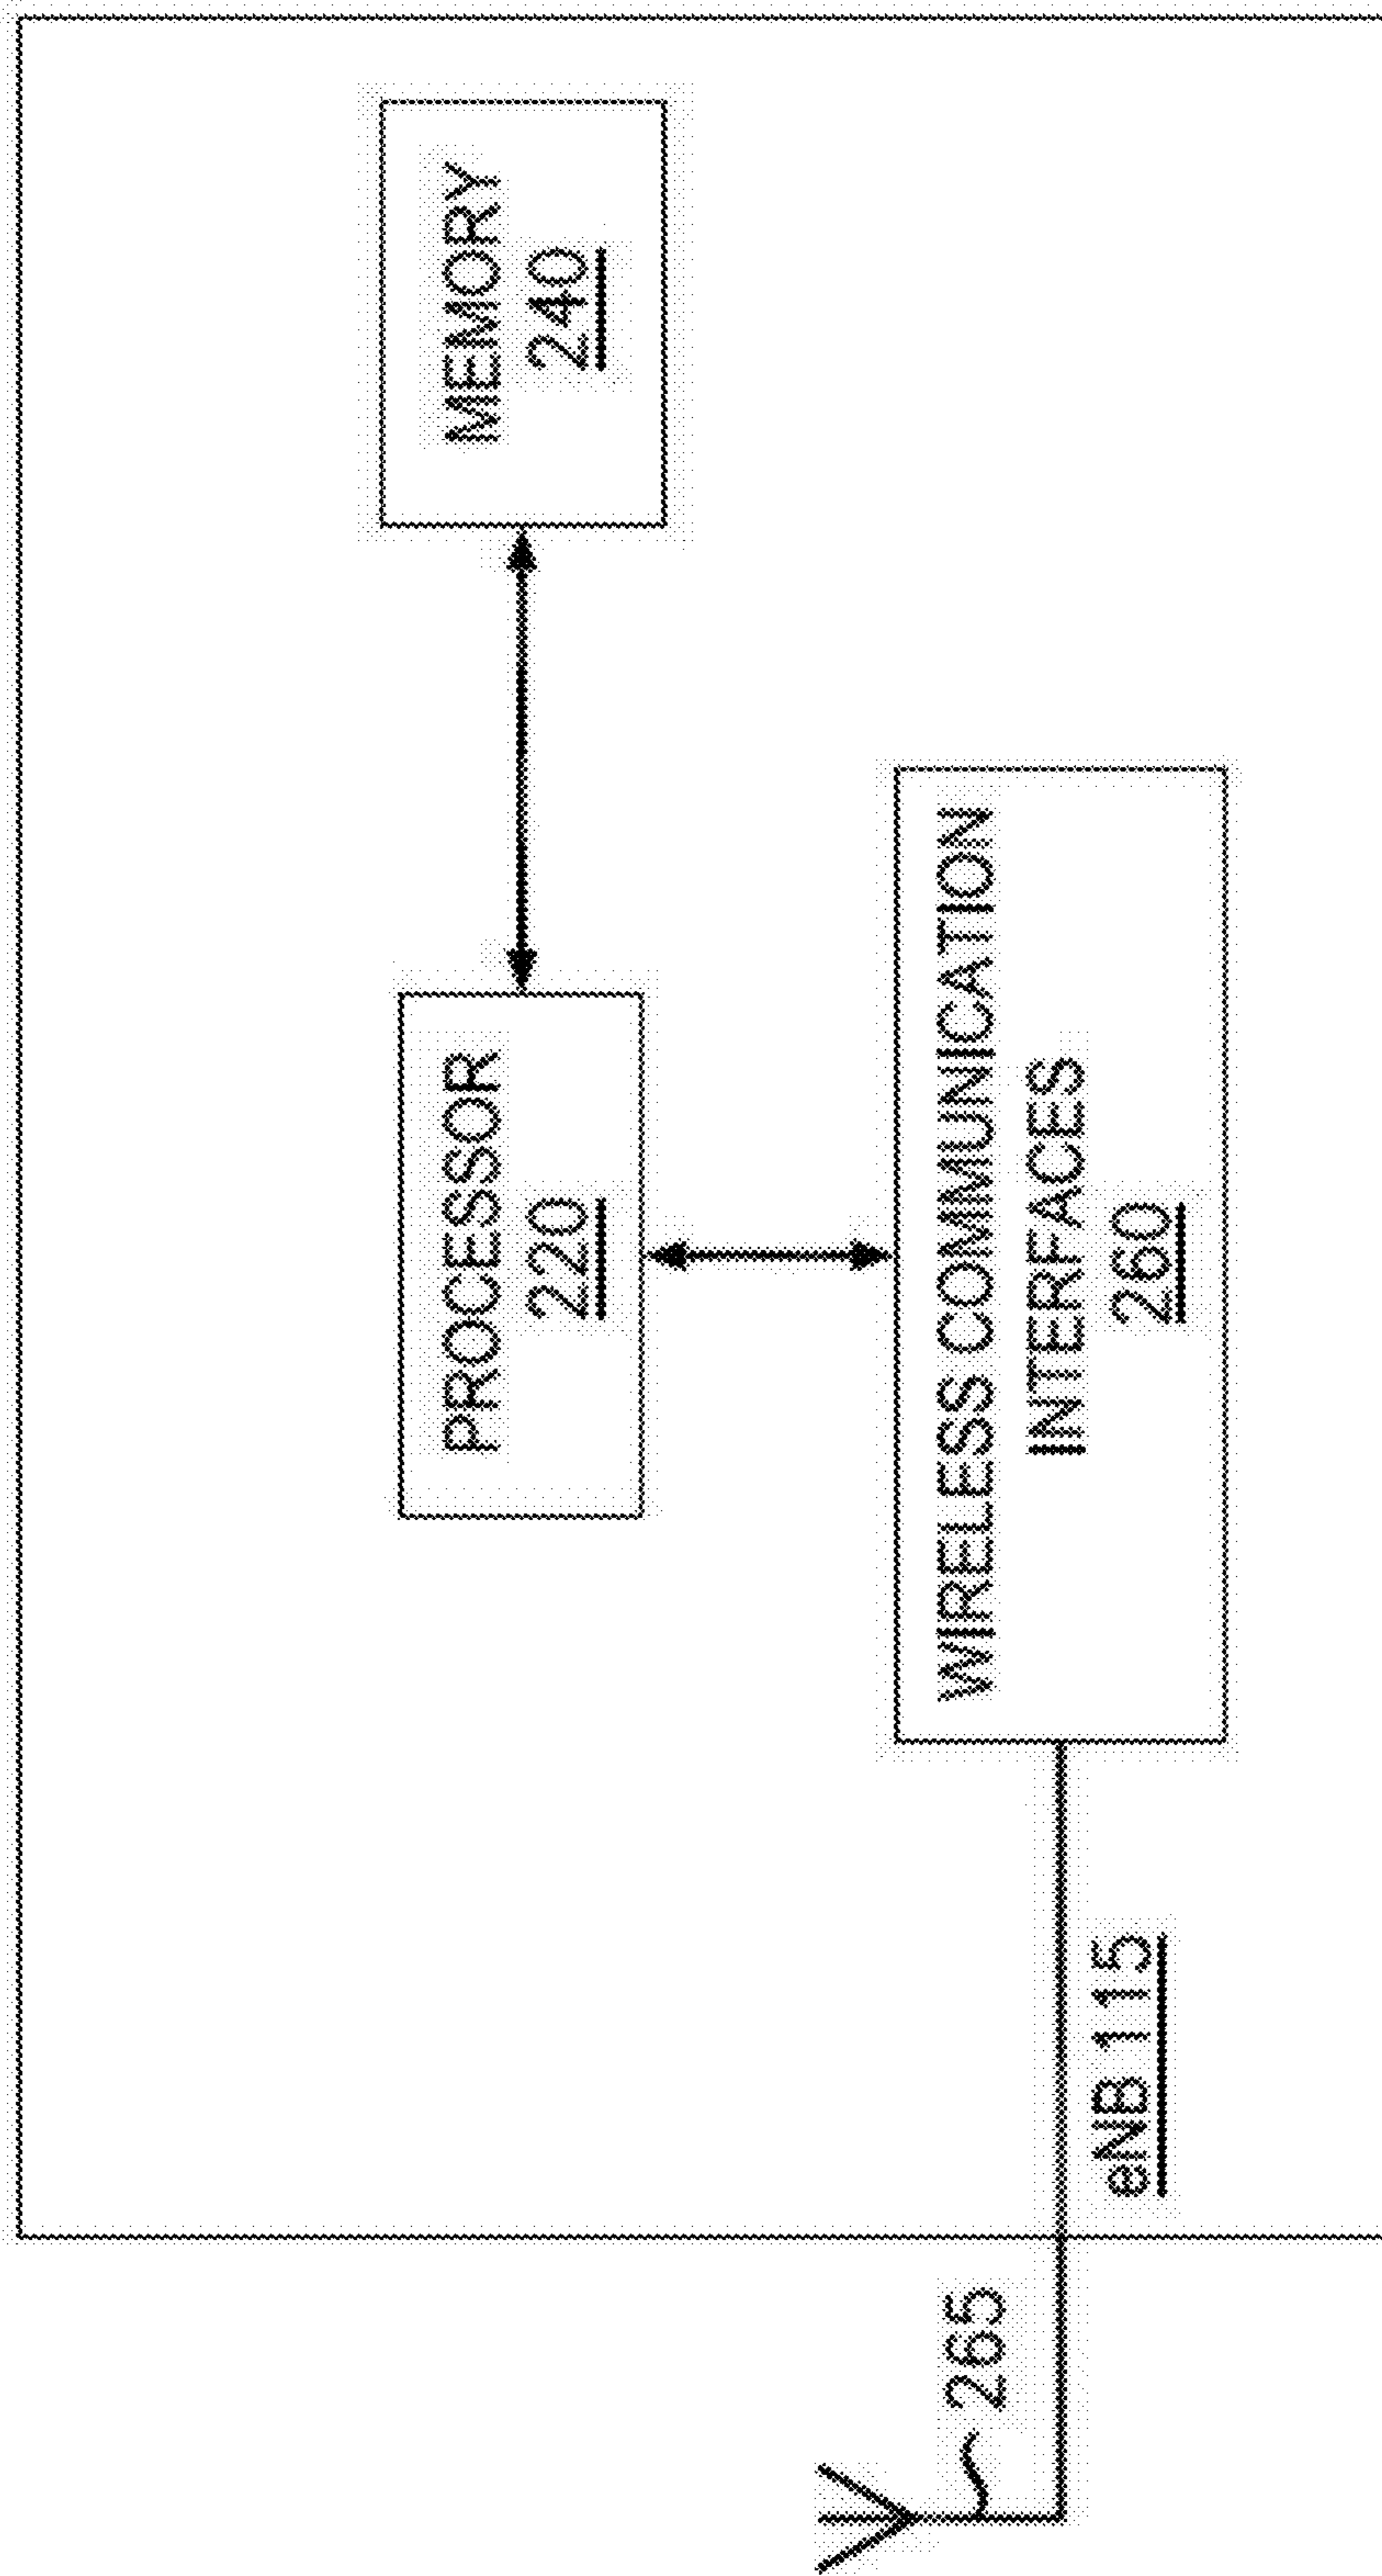 MEMORY
240
PROCESSOR
220
WIRELESS COMMUNICATION
INTERFACES
260
265
eNB 115